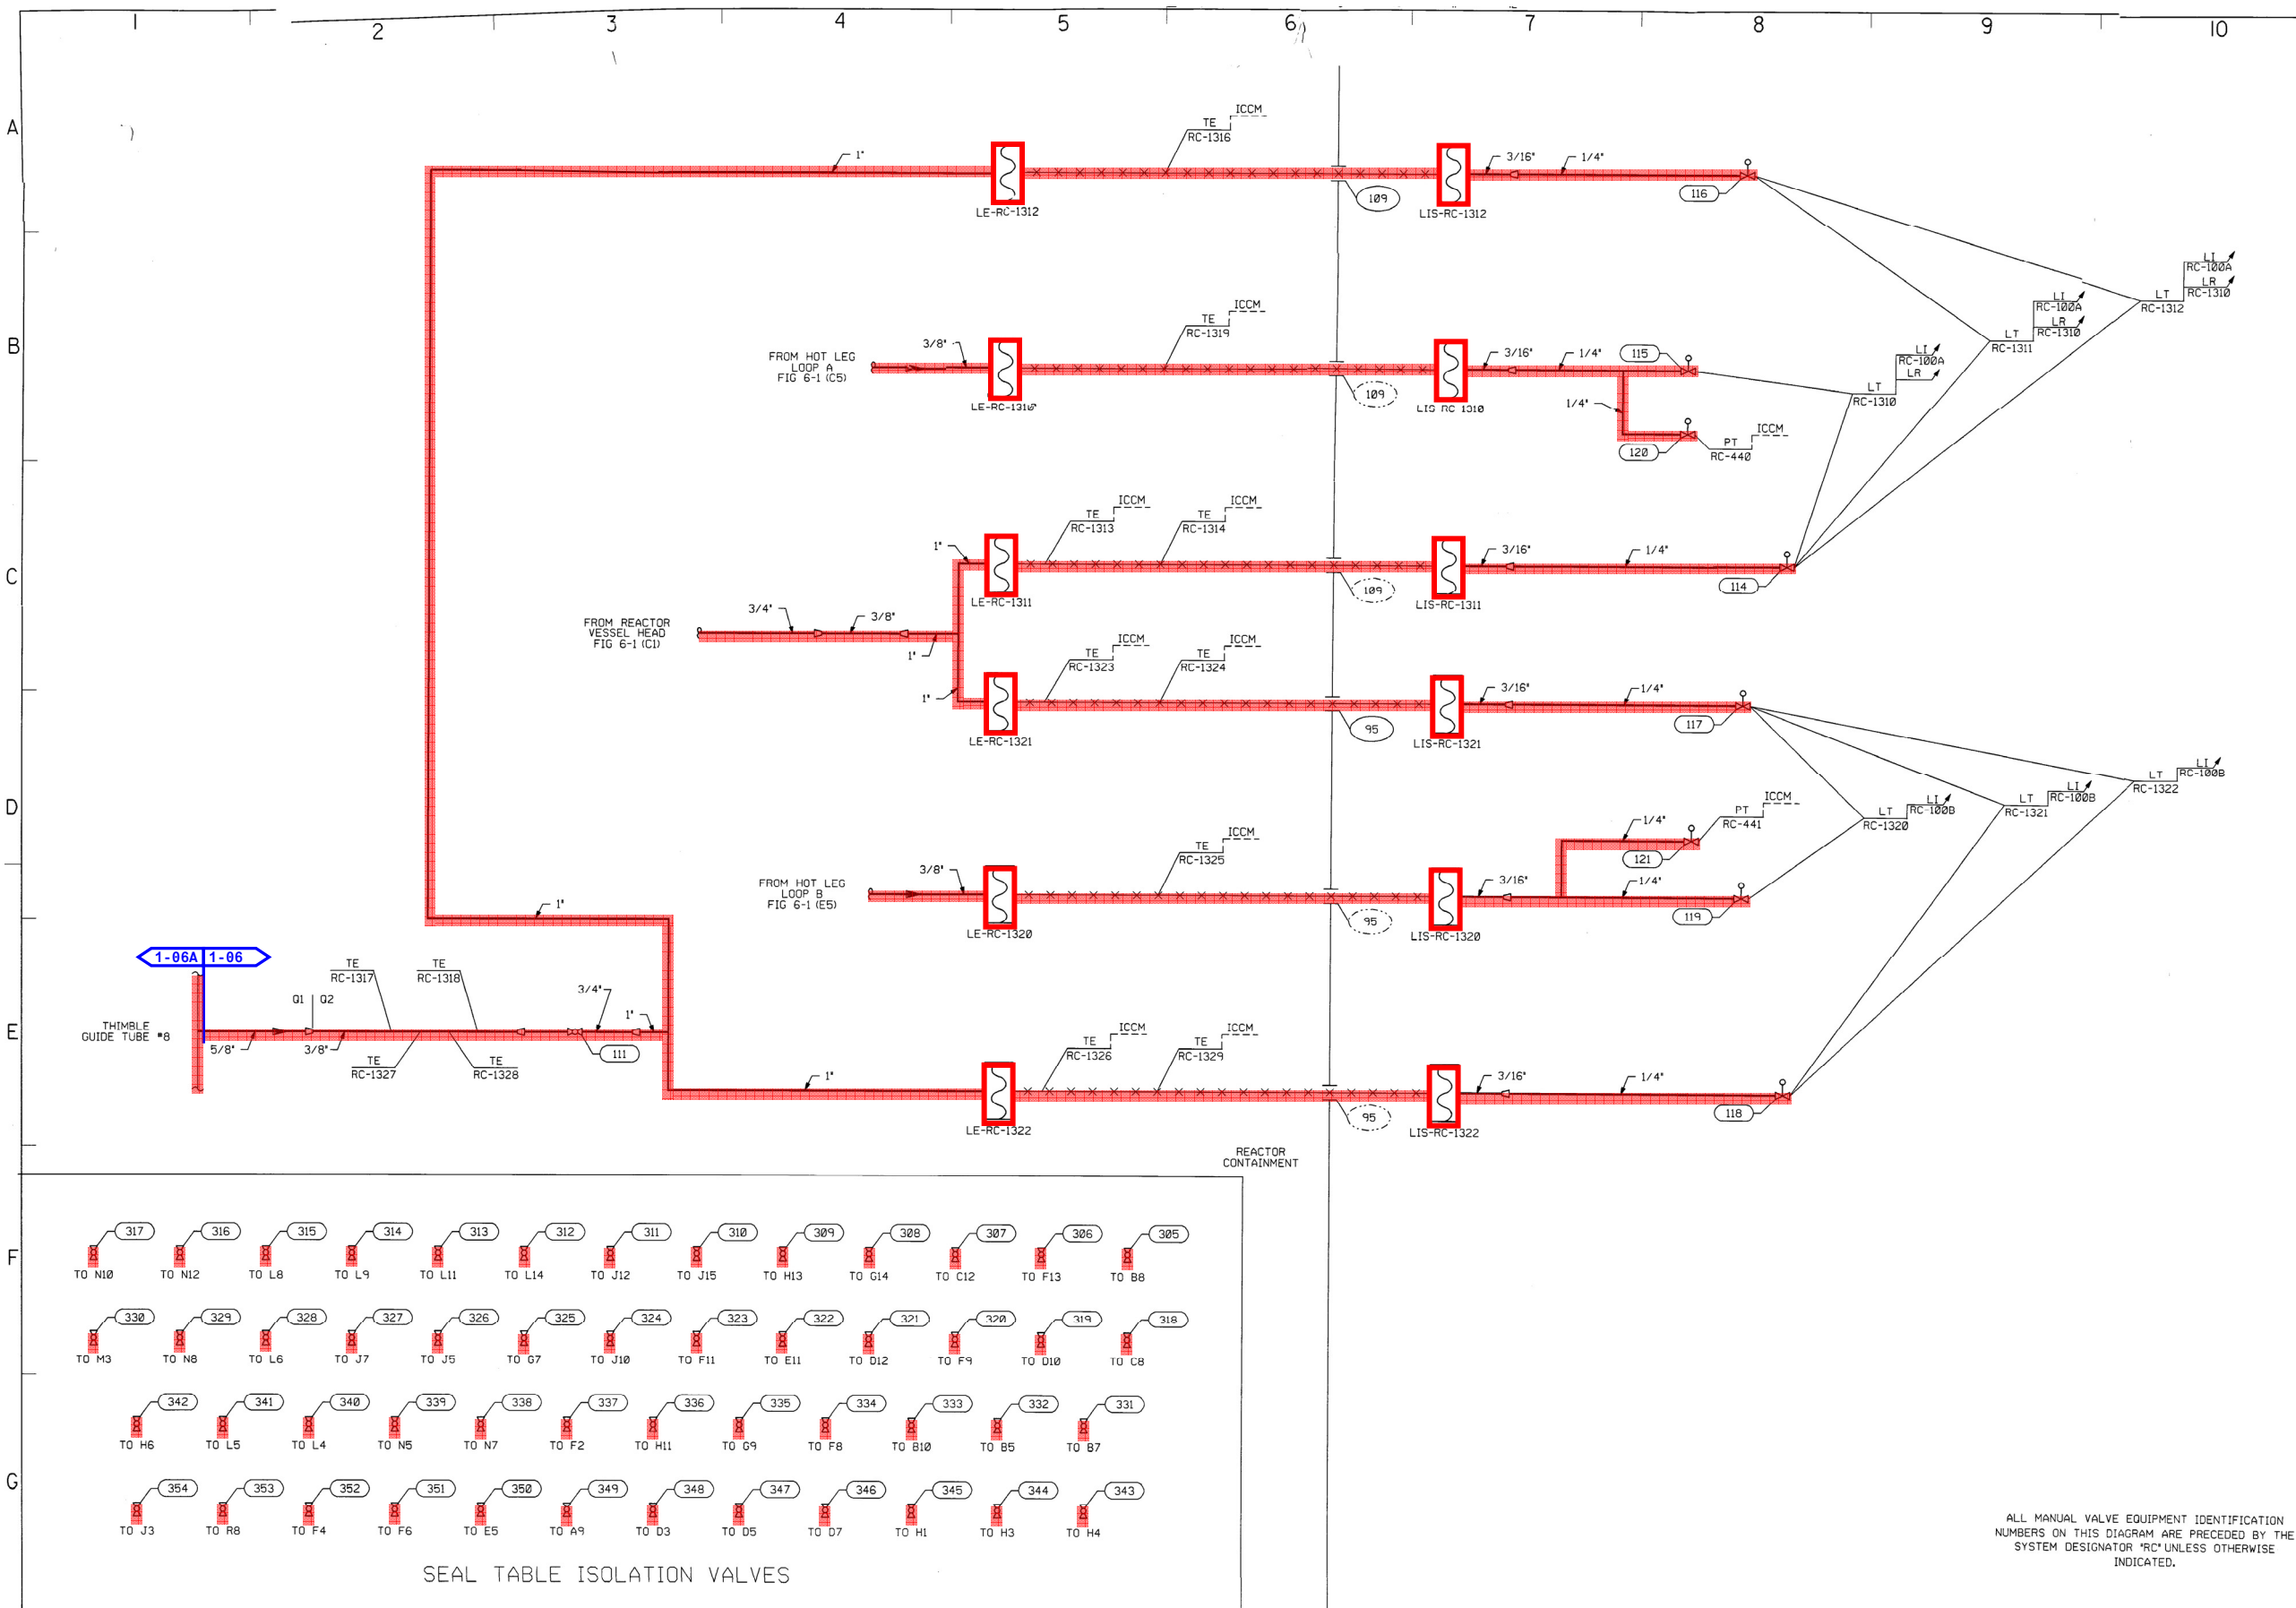 1
2
3
4
5
6
7
8
9
10
A
ICCM
TE
RC-1316
1"
3/16"
1/4"
116
109
LE-RC-1312
LIS-RC-1312
LI
RC-100A
LR
RC-1310
LT
RC-1312
LI
RC-100A
LR
RC-1310
LT
RC-1311
B
ICCM
TE
RC-1319
FROM HOT LEG
LOOP A
FIG 6-1 (C5)
3/8"
3/16"
1/4"
115
LI
RC-100A
LR
LT
RC-1310
109
LIS RC 1310
1/4"
120
PT
RC-440
ICCM
C
ICCM
TE
RC-1313
ICCM
TE
RC-1314
1"
3/16"
1/4"
114
109
LE-RC-1311
LIS-RC-1311
FROM REACTOR
VESSEL HEAD
FIG 6-1 (C1)
3/4"
3/8"
1"
ICCM
TE
RC-1323
ICCM
TE
RC-1324
1"
3/16"
1/4"
117
95
LE-RC-1321
LIS-RC-1321
LI
RC-100B
LT
RC-1322
LI
RC-100B
LT
RC-1321
LI
RC-100B
LT
RC-1320
D
ICCM
PT
RC-441
1/4"
121
ICCM
TE
RC-1325
FROM HOT LEG
LOOP B
FIG 6-1 (E5)
3/8"
3/16"
1/4"
119
95
LE-RC-1320
LIS-RC-1320
1"
1-06A
1-06
E
THIMBLE
GUIDE TUBE #8
Q1
Q2
TE
RC-1317
TE
RC-1318
3/4"
1"
5/8"
3/8"
111
TE
RC-1327
TE
RC-1328
ICCM
TE
RC-1326
ICCM
TE
RC-1329
1"
3/16"
1/4"
118
95
LE-RC-1322
LIS-RC-1322
REACTOR
CONTAINMENT
F
317 316 315 314 313 312 311 310 309 308 307 306 305
TO N10 TO N12 TO L8 TO L9 TO L11 TO L14 TO J12 TO J15 TO H13 TO G14 TO C12 TO F13 TO B8
330 329 328 327 326 325 324 323 322 321 320 319 318
TO M3 TO N8 TO L6 TO J7 TO J5 TO G7 TO J10 TO F11 TO E11 TO D12 TO F9 TO D10 TO C8
342 341 340 339 338 337 336 335 334 333 332 331
TO H6 TO L5 TO L4 TO N5 TO N7 TO F2 TO H11 TO G9 TO F8 TO B10 TO B5 TO B7
G
354 353 352 351 350 349 348 347 346 345 344 343
TO J3 TO R8 TO F4 TO F6 TO E5 TO A9 TO D3 TO D5 TO D7 TO H1 TO H3 TO H4
SEAL TABLE ISOLATION VALVES
ALL MANUAL VALVE EQUIPMENT IDENTIFICATION
NUMBERS ON THIS DIAGRAM ARE PRECEDED BY THE
SYSTEM DESIGNATOR "RC" UNLESS OTHERWISE
INDICATED.